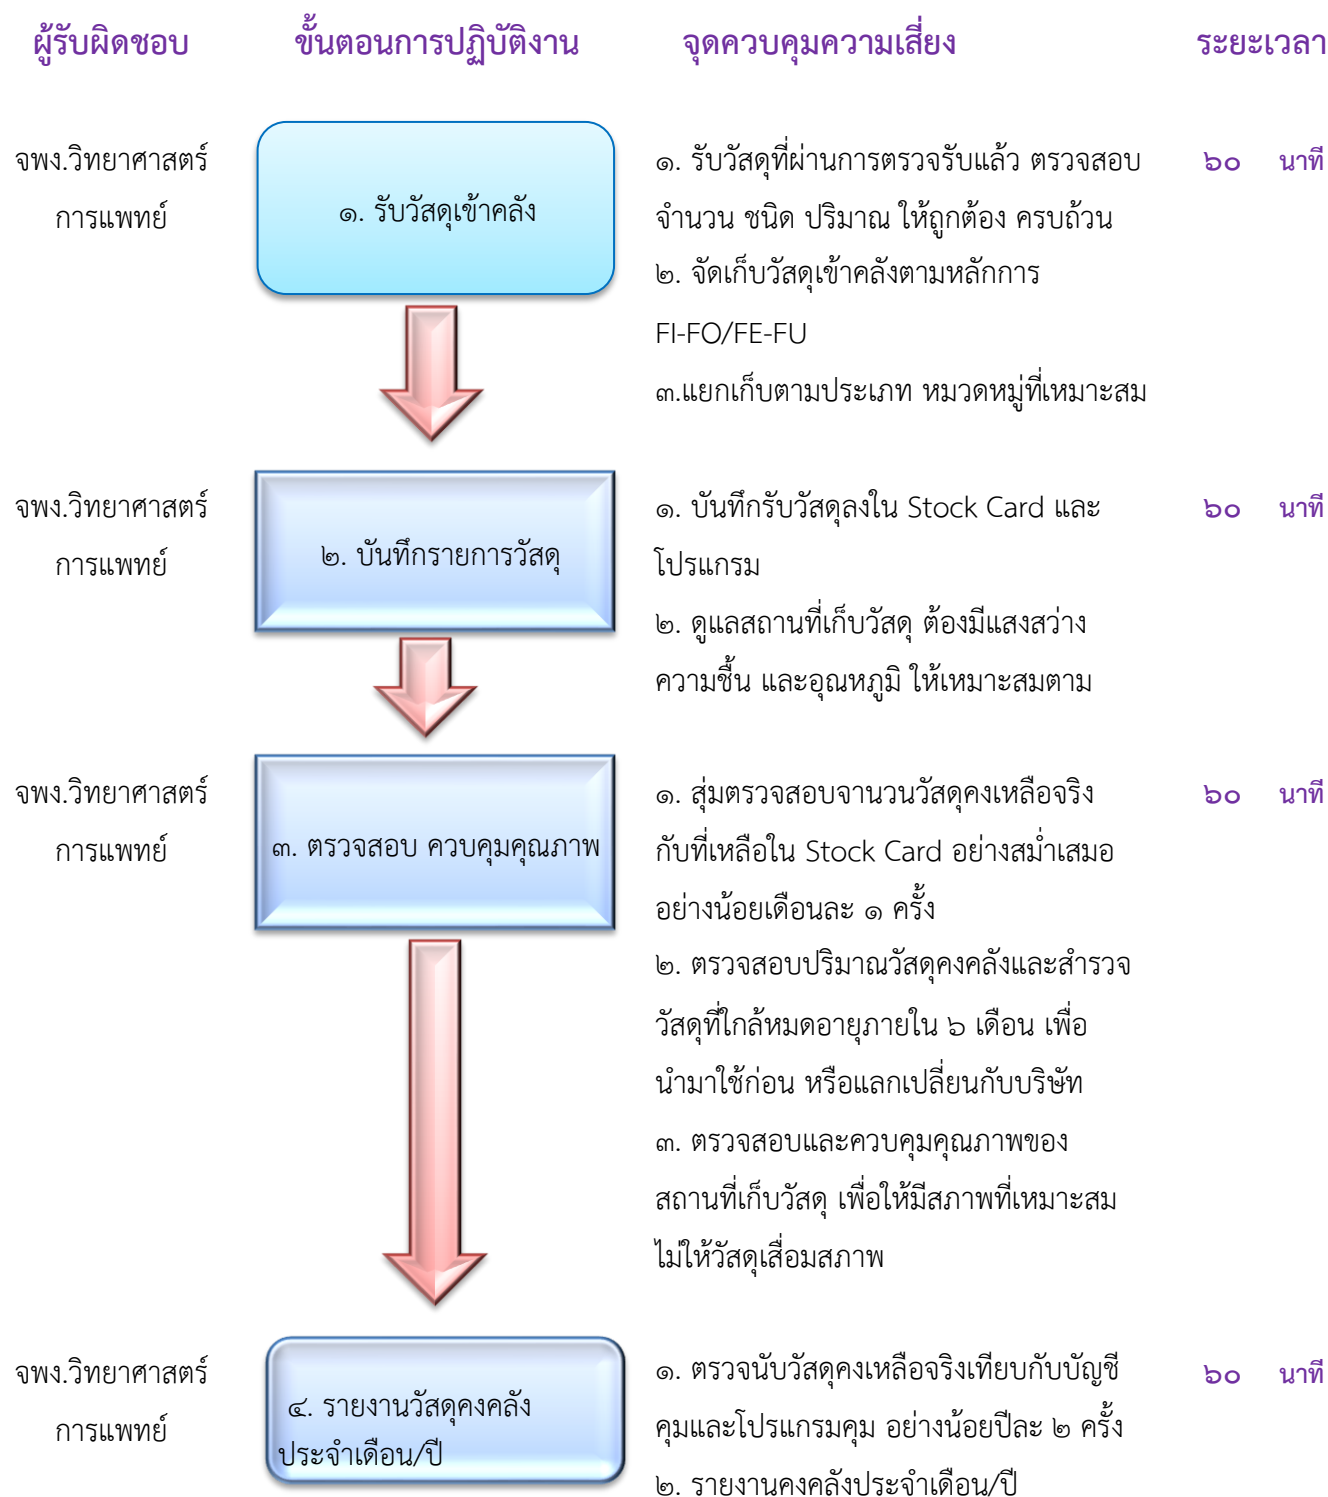 ผู้รับผิดชอบ ขั้นตอนการปฏิบัติงาน จุดควบคุมความเสี่ยง ระยะเวลา
จพง.วิทยาศาสตร์
การแพทย์
๑. รับวัสดุเข้าคลัง
๑. รับวัสดุที่ผ่านการตรวจรับแล้ว ตรวจสอบ
จำนวน ชนิด ปริมาณ ให้ถูกต้อง ครบถ้วน
๒. จัดเก็บวัสดุเข้าคลังตามหลักการ
FI-FO/FE-FU
๓.แยกเก็บตามประเภท หมวดหมู่ที่เหมาะสม
๖๐ นาที
จพง.วิทยาศาสตร์
การแพทย์
๒. บันทึกรายการวัสดุ
๑. บันทึกรับวัสดุลงใน Stock Card และ
โปรแกรม
๒. ดูแลสถานที่เก็บวัสดุ ต้องมีแสงสว่าง
ความชื้น และอุณหภูมิ ให้เหมาะสมตาม
๖๐ นาที
จพง.วิทยาศาสตร์
การแพทย์
๓. ตรวจสอบ ควบคุมคุณภาพ
๑. สุ่มตรวจสอบจานวนวัสดุคงเหลือจริง
กับที่เหลือใน Stock Card อย่างสม่ำเสมอ
อย่างน้อยเดือนละ ๑ ครั้ง
๒. ตรวจสอบปริมาณวัสดุคงคลังและสำรวจ
วัสดุที่ใกล้หมดอายุภายใน ๖ เดือน เพื่อ
นำมาใช้ก่อน หรือแลกเปลี่ยนกับบริษัท
๓. ตรวจสอบและควบคุมคุณภาพของ
สถานที่เก็บวัสดุ เพื่อให้มีสภาพที่เหมาะสม
ไม่ให้วัสดุเสื่อมสภาพ
๖๐ นาที
จพง.วิทยาศาสตร์
การแพทย์
๔. รายงานวัสดุคงคลัง
ประจำเดือน/ปี
๑. ตรวจนับวัสดุคงเหลือจริงเทียบกับบัญชี
คุมและโปรแกรมคุม อย่างน้อยปีละ ๒ ครั้ง
๒. รายงานคงคลังประจำเดือน/ปี
๖๐ นาที